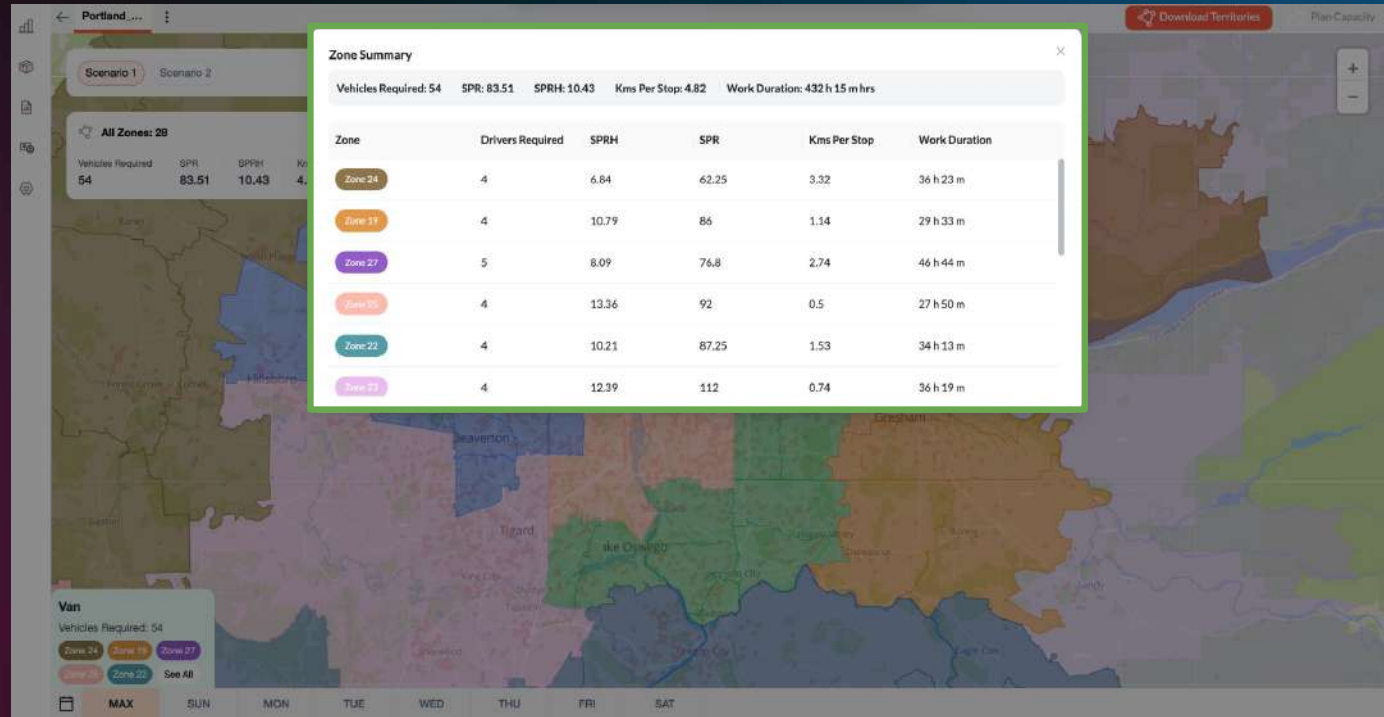 Portland_...
Download Territories
Plan Capacity
Scenario 1 Scenario 2
All Zones: 28
Vehicles Required SPR SPRH
54 83.51 10.43 4.
Zone Summary
Vehicles Required: 54 SPR: 83.51 SPRH: 10.43 Kms Per Stop: 4.82 Work Duration: 432 h 15 m hrs
Zone Drivers Required SPRH SPR Kms Per Stop Work Duration
Zone 24 4 6.84 62.25 3.32 36 h 23 m
Zone 19 4 10.79 86 1.14 29 h 33 m
Zone 27 5 8.09 76.8 2.74 46 h 44 m
4 13.36 92 0.5 27 h 50 m
Zone 22 4 10.21 87.25 1.53 34 h 13 m
Zone 23 4 12.39 112 0.74 36 h 19 m
Hillsboro
Gresham
Tigard
Van
Vehicles Required: 54
Zone 24 Zone 19 Zone 27
Zone 22 See All
MAX SUN MON TUE WED THU FRI SAT